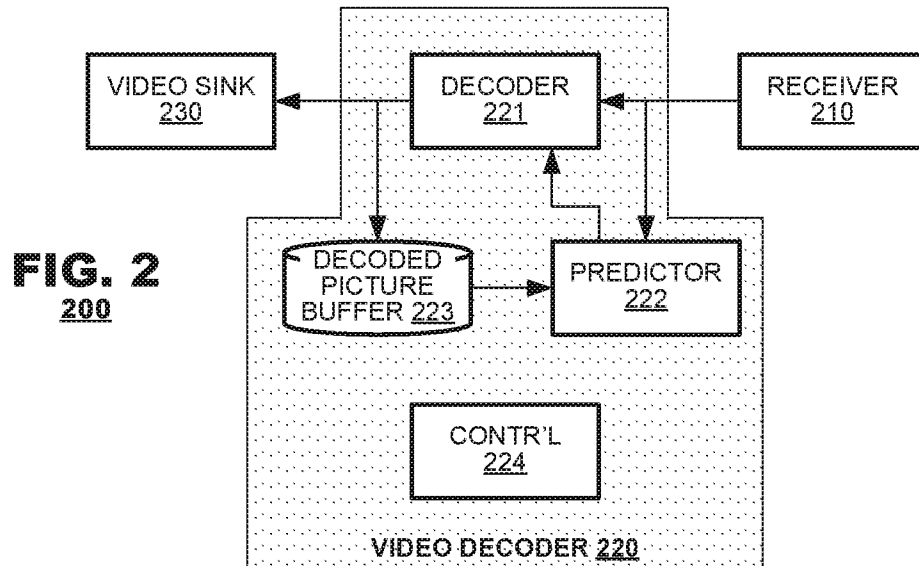 VIDEO SINK
230
DECODER
221
RECEIVER
210
FIG. 2
200
DECODED
PICTURE
BUFFER 223
PREDICTOR
222
CONTR'L
224
VIDEO DECODER 220